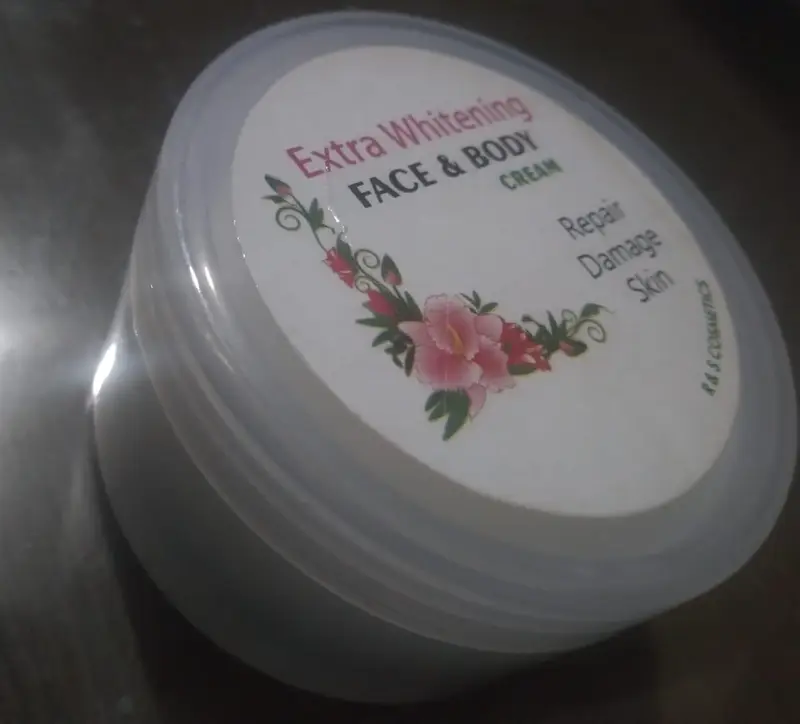 Extra Whitening
FACE & BODY
CREAM
Repair
Damage
Skin
S COSMETICS